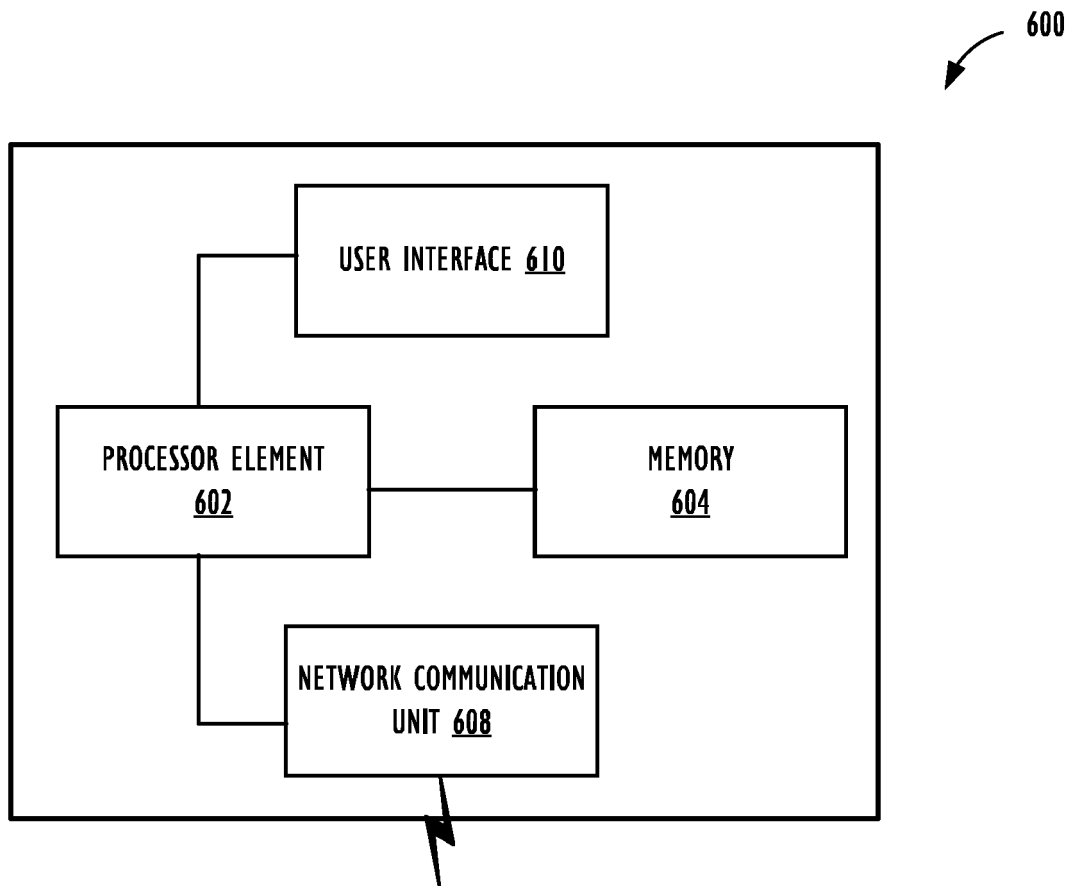 600
USER INTERFACE 610
PROCESSOR ELEMENT
602
MEMORY
604
NETWORK COMMUNICATION
UNIT 608